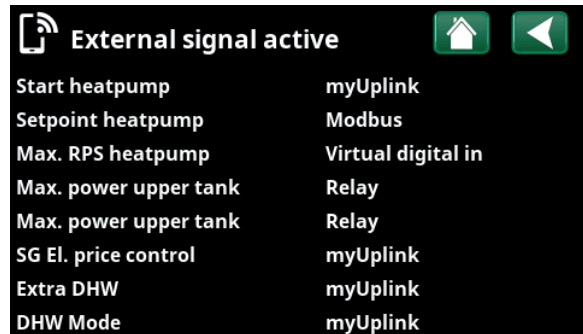 External signal active
Start heatpump myUplink
Setpoint heatpump Modbus
Max. RPS heatpump Virtual digital in
Max. power upper tank Relay
Max. power upper tank Relay
SG El. price control myUplink
Extra DHW myUplink
DHW Mode myUplink